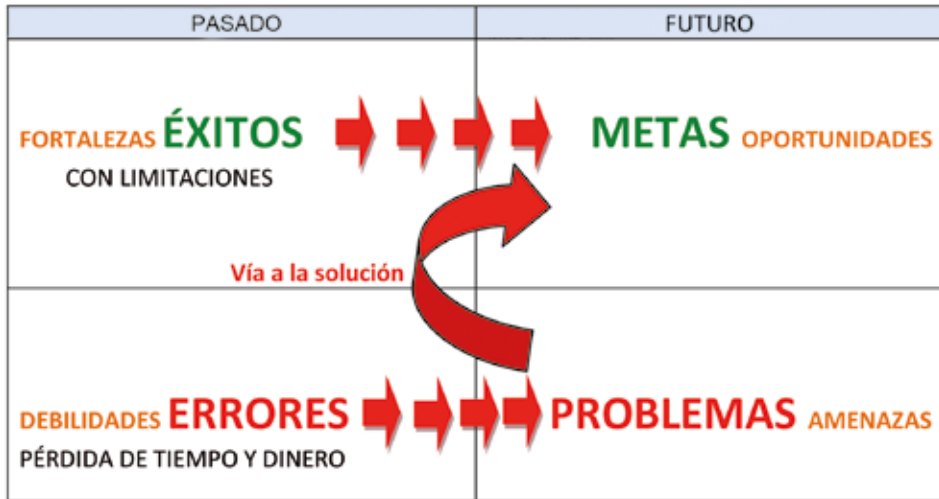 PASADO
FUTURO
FORTALEZAS ÉXITOS
METAS OPORTUNIDADES
CON LIMITACIONES
Vía a la solución
DEBILIDADES ERRORES
PROBLEMAS AMENAZAS
PÉRDIDA DE TIEMPO Y DINERO